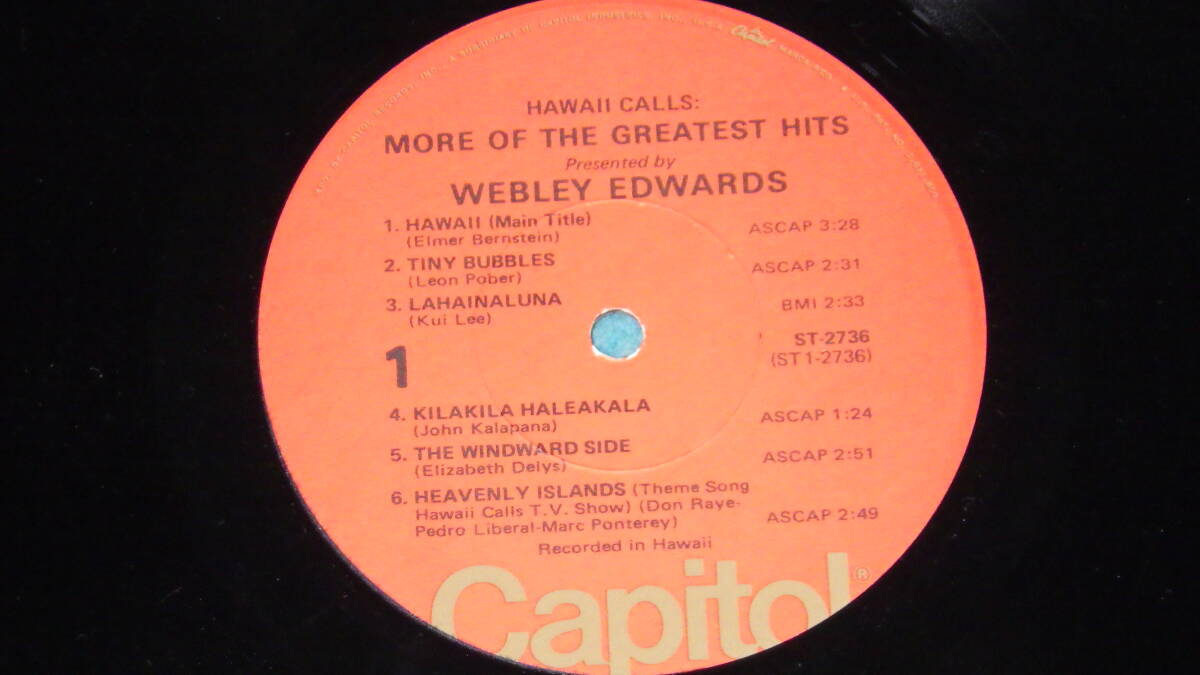 HAWAII CALLS:
MORE OF THE GREATEST HITS
Presented by
WEBLEY EDWARDS
1. HAWAII (Main Title) ASCAP 3:28
(Elmer Bernstein)
2. TINY BUBBLES ASCAP 2:31
(Leon Pober)
3. LAHAINALUNA BMI 2:33
(Kui Lee)
ST-2736
1 (ST1-2736)
4. KILAKILA HALEAKALA ASCAP 1:24
(John Kalapana)
5. THE WINDWARD SIDE ASCAP 2:51
(Elizabeth Delys)
6. HEAVENLY ISLANDS (Theme Song
Hawaii Calls T.V. Show) (Don Raye-
Pedro Liberal-Marc Ponterey) ASCAP 2:49
Recorded in Hawaii
Capitol®
Capitol